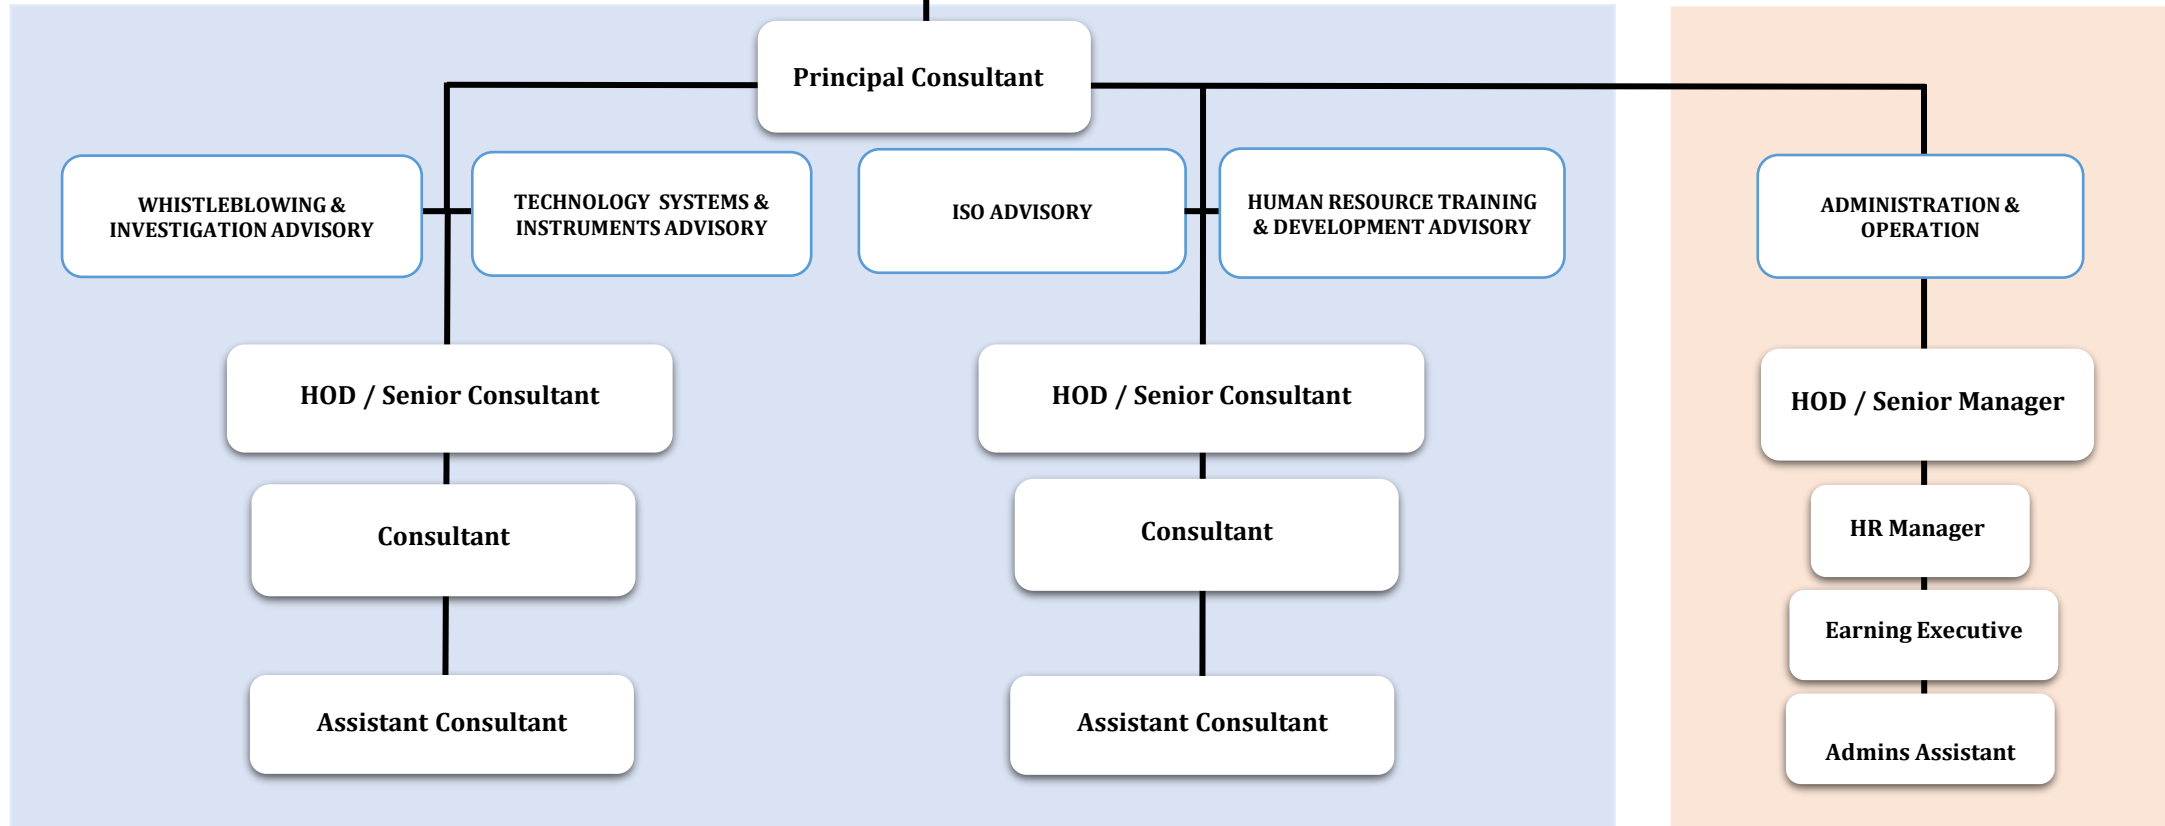 Principal Consultant
WHISTLEBLOWING &
INVESTIGATION ADVISORY
TECHNOLOGY SYSTEMS &
INSTRUMENTS ADVISORY
ISO ADVISORY
HUMAN RESOURCE TRAINING
& DEVELOPMENT ADVISORY
ADMINISTRATION &
OPERATION
HOD / Senior Consultant
HOD / Senior Consultant
HOD / Senior Manager
Consultant
Consultant
HR Manager
Earning Executive
Assistant Consultant
Assistant Consultant
Admins Assistant